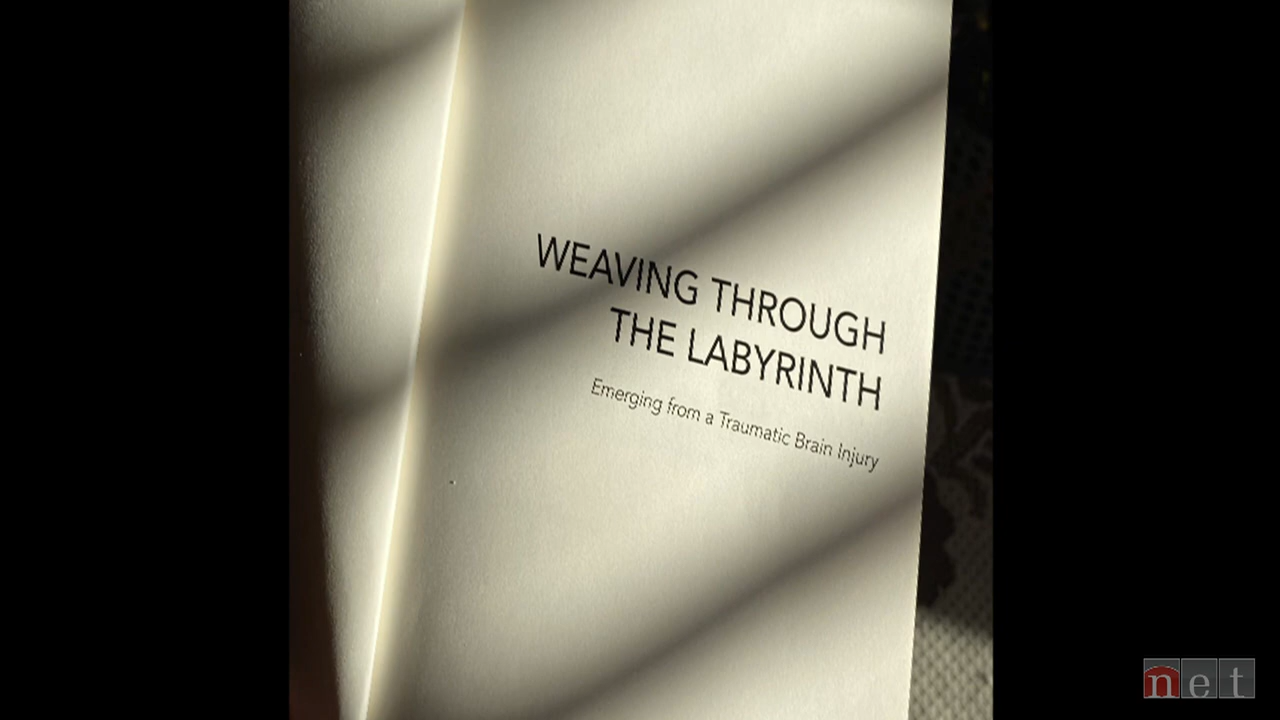 WEAVING THROUGH
THE LABYRINTH
Emerging from a Traumatic Brain Injury
net